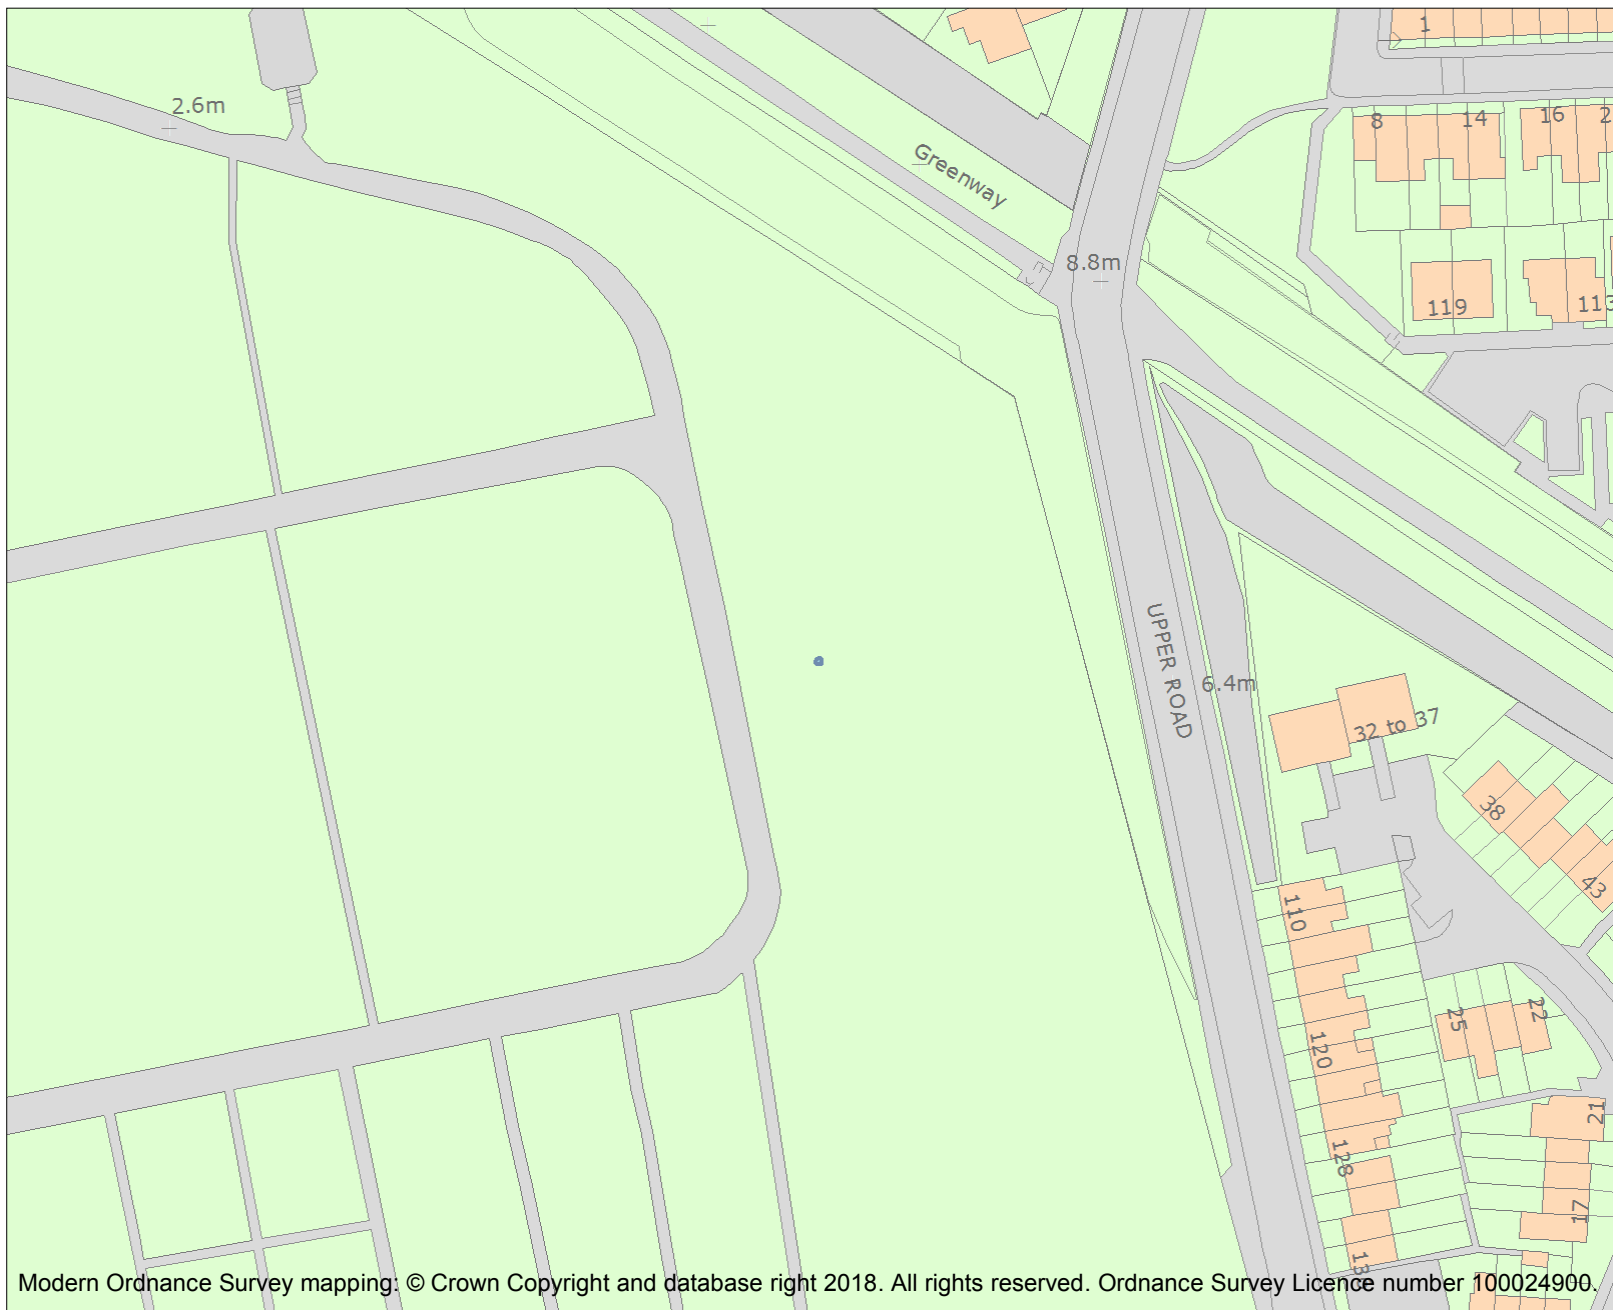 1
2.6m
8
14
16
2
Greenway
8.8m
119
113
UPPER ROAD
6.4m
32 to 37
38
43
110
25
22
120
21
128
17
Modern Ordnance Survey mapping: © Crown Copyright and database right 2018. All rights reserved. Ordnance Survey Licence number 100024900.